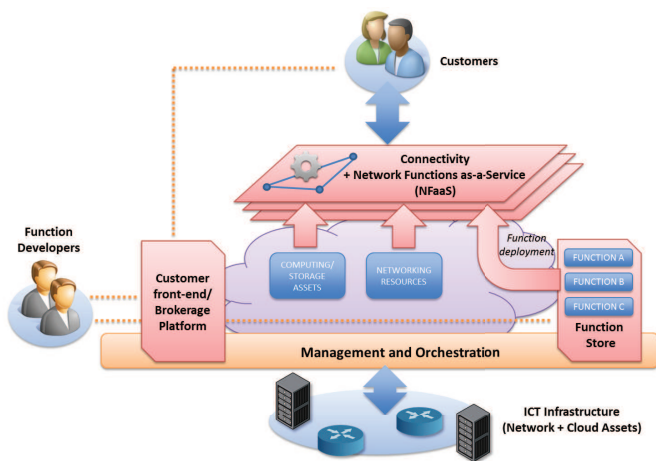 Customers
Connectivity
+ Network Functions as-a-Service
(NFaaS)
Function
Developers
Customer
front-end/
Brokerage
Platform
COMPUTING/
STORAGE
ASSETS
NETWORKING
RESOURCES
Function
deployment
FUNCTION A
FUNCTION B
FUNCTION C
Function
Store
Management and Orchestration
ICT Infrastructure
(Network + Cloud Assets)